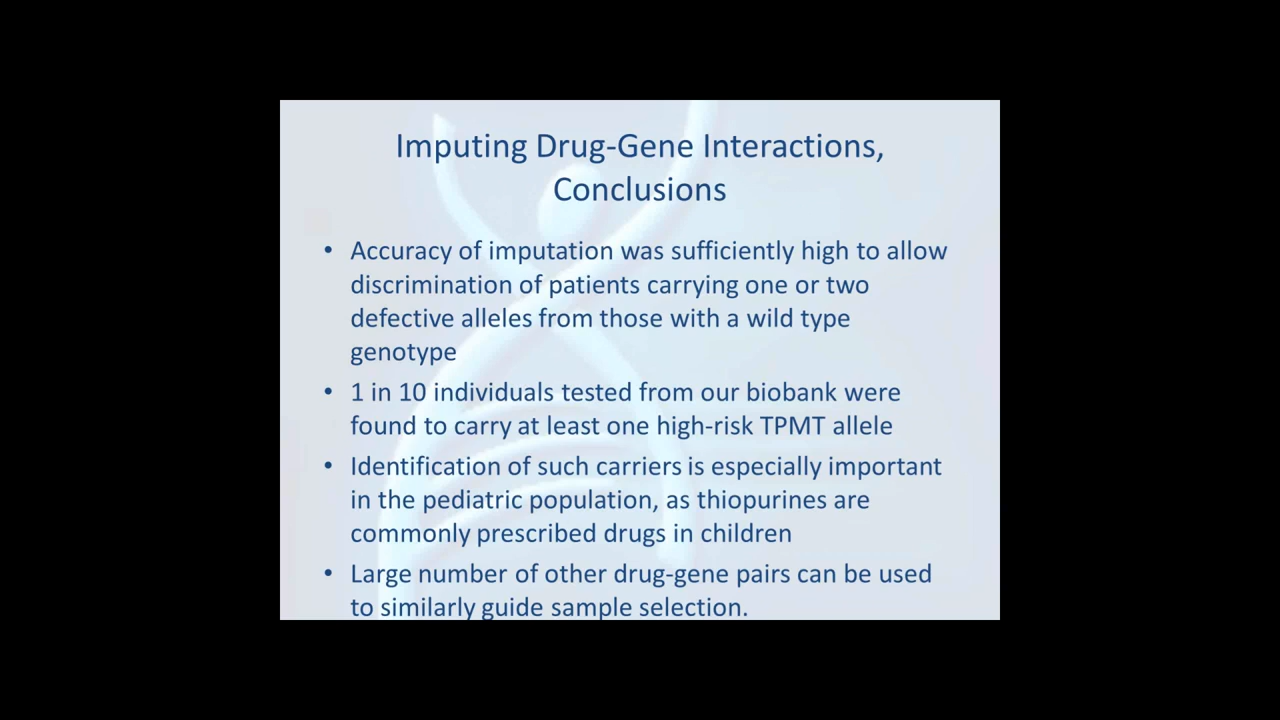 Imputing Drug-Gene Interactions,
Conclusions
• Accuracy of imputation was sufficiently high to allow
discrimination of patients carrying one or two
defective alleles from those with a wild type
genotype
• 1 in 10 individuals tested from our biobank were
found to carry at least one high-risk TPMT allele
• Identification of such carriers is especially important
in the pediatric population, as thiopurines are
commonly prescribed drugs in children
• Large number of other drug-gene pairs can be used
to similarly guide sample selection.